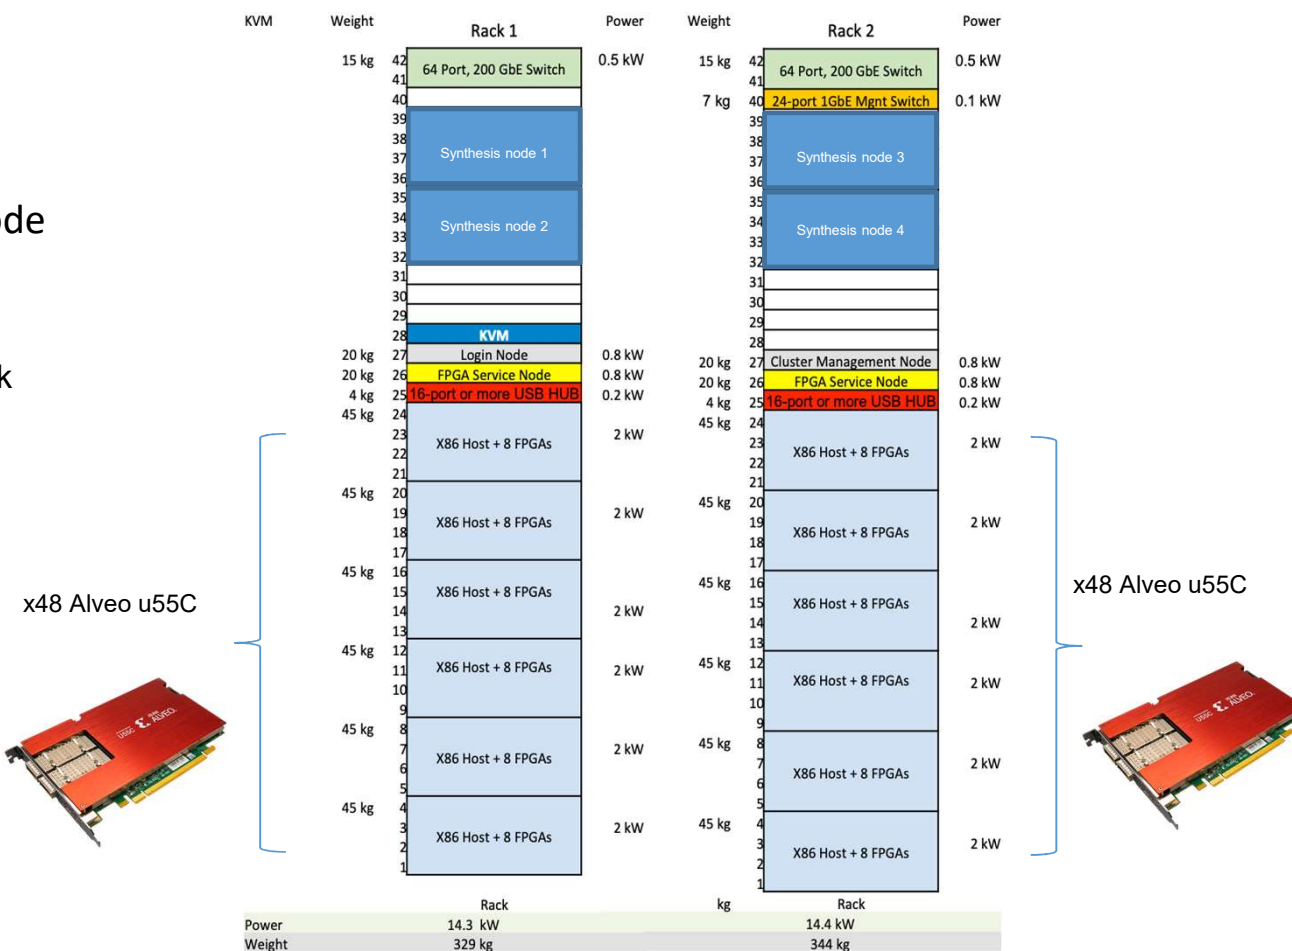 KVM Weight Rack 1 Power Weight Rack 2 Power
15 kg 42 64 Port, 200 GbE Switch 0.5 kW 15 kg 42 64 Port, 200 GbE Switch 0.5 kW
41 41
40 7 kg 40 24-port 1GbE Mgnt Switch 0.1 kW
39 39
38 Synthesis node 1 38 Synthesis node 3
37 37
36 36
35 35
34 Synthesis node 2 34 Synthesis node 4
ode
33 33
32 32
31 31
30 30
29 29
28 KVM 28
20 kg 27 Login Node 0.8 kW 20 kg 27 Cluster Management Node 0.8 kW
k
20 kg 26 FPGA Service Node 0.8 kW 20 kg 26 FPGA Service Node 0.8 kW
4 kg 25 16-port or more USB HUB 0.2 kW 4 kg 25 16-port or more USB HUB 0.2 kW
45 kg 24 45 kg 24
23 X86 Host + 8 FPGAs 2 kW 23 X86 Host + 8 FPGAs 2 kW
22 22
21 21
45 kg 20 45 kg 20
19 X86 Host + 8 FPGAs 2 kW 19 X86 Host + 8 FPGAs 2 kW
18 18
17 17
45 kg 16 45 kg 16
15 X86 Host + 8 FPGAs 15 X86 Host + 8 FPGAs
x48 Alveo u55C x48 Alveo u55C
14 2 kW 14 2 kW
13 13
45 kg 12 45 kg 12
11 X86 Host + 8 FPGAs 2 kW 11 X86 Host + 8 FPGAs 2 kW
10 10
9 9
45 kg 8 45 kg 8
7 X86 Host + 8 FPGAs 2 kW 7 X86 Host + 8 FPGAs 2 kW
6 6
5 5
45 kg 4 45 kg 4
3 X86 Host + 8 FPGAs 2 kW 3 X86 Host + 8 FPGAs 2 kW
2 2
1 1
U55C ALVEO. U55C ALVEO.
Rack kg Rack
Power 14.3 kW 14.4 kW
Weight 329 kg 344 kg